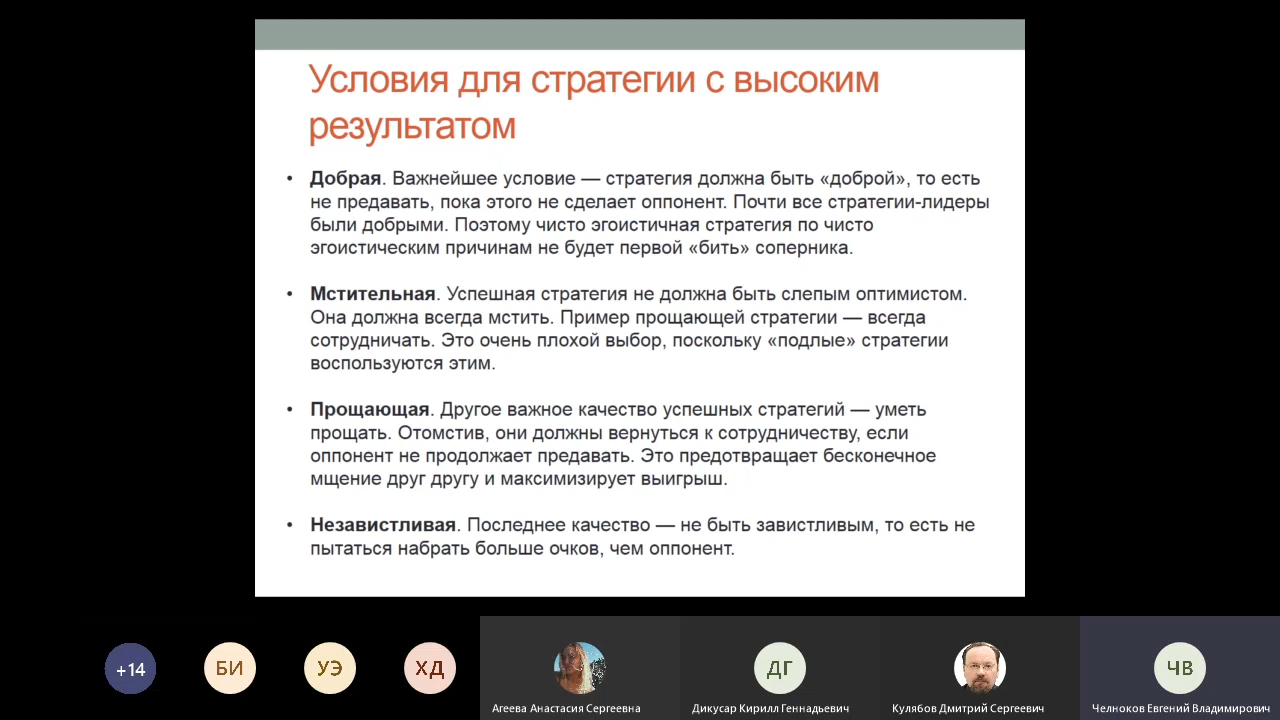 Условия для стратегии с высоким
результатом
• Добрая. Важнейшее условие — стратегия должна быть «доброй», то есть
не предавать, пока этого не сделает оппонент. Почти все стратегии-лидеры
были добрыми. Поэтому чисто эгоистичная стратегия по чисто
эгоистическим причинам не будет первой «бить» соперника.
• Мстительная. Успешная стратегия не должна быть слепым оптимистом.
Она должна всегда мстить. Пример прощающей стратегии — всегда
сотрудничать. Это очень плохой выбор, поскольку «подлые» стратегии
воспользуются этим.
• Прощающая. Другое важное качество успешных стратегий — уметь
прощать. Отомстив, они должны вернуться к сотрудничеству, если
оппонент не продолжает предавать. Это предотвращает бесконечное
мщение друг другу и максимизирует выигрыш.
• Независтливая. Последнее качество — не быть завистливым, то есть не
пытаться набрать больше очков, чем оппонент.
+14
БИ
УЭ
ХД
ДГ
ЧВ
Агеева Анастасия Сергеевна
Дикусар Кирилл Геннадьевич
Кулябов Дмитрий Сергеевич
Челноков Евгений Владимирович